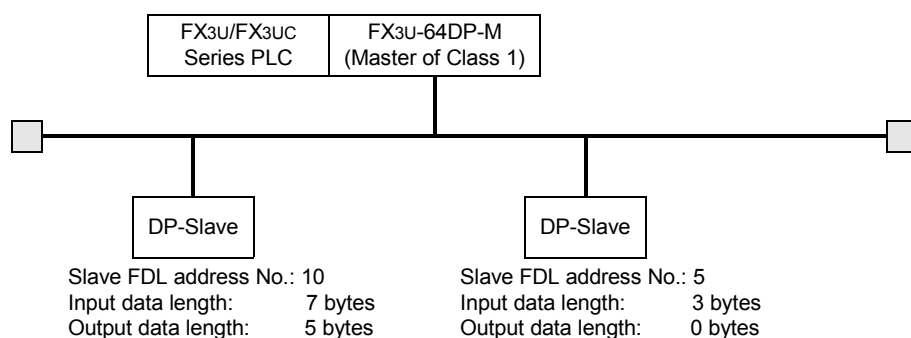 FX3U/FX3UC
Series PLC
FX3U-64DP-M
(Master of Class 1)
DP-Slave
Slave FDL address No.: 10
Input data length: 7 bytes
Output data length: 5 bytes
DP-Slave
Slave FDL address No.: 5
Input data length: 3 bytes
Output data length: 0 bytes